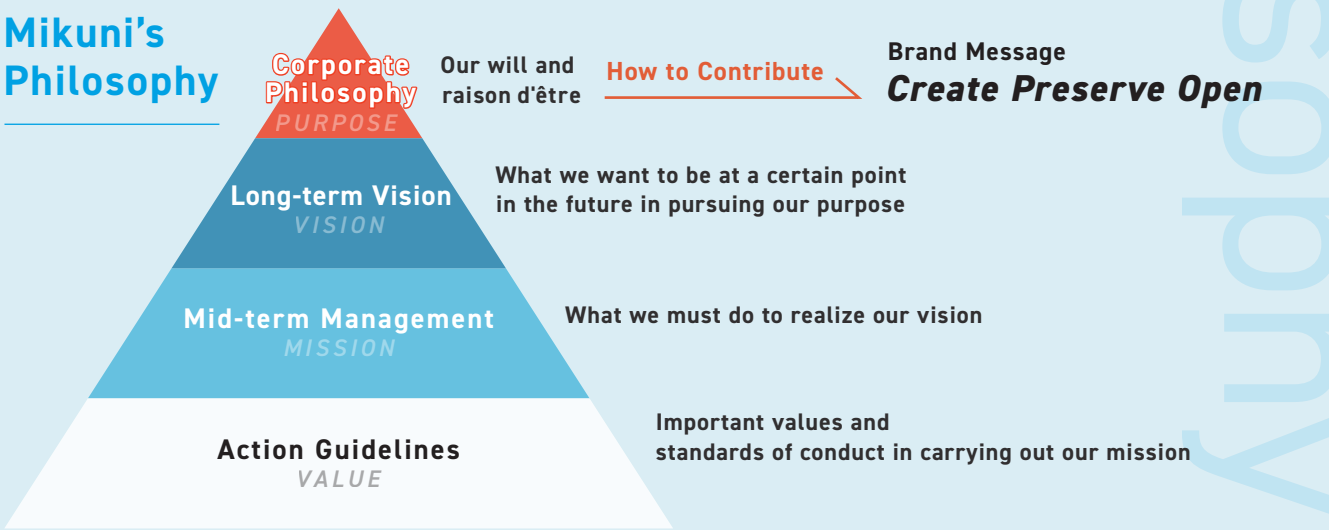 Mikuni's
Philosophy
Corporate
Philosophy
PURPOSE
Our will and
raison d'être
How to Contribute
Brand Message
Create Preserve Open
Long-term Vision
VISION
What we want to be at a certain point
in the future in pursuing our purpose
Mid-term Management
MISSION
What we must do to realize our vision
Action Guidelines
VALUE
Important values and
standards of conduct in carrying out our mission
sophy